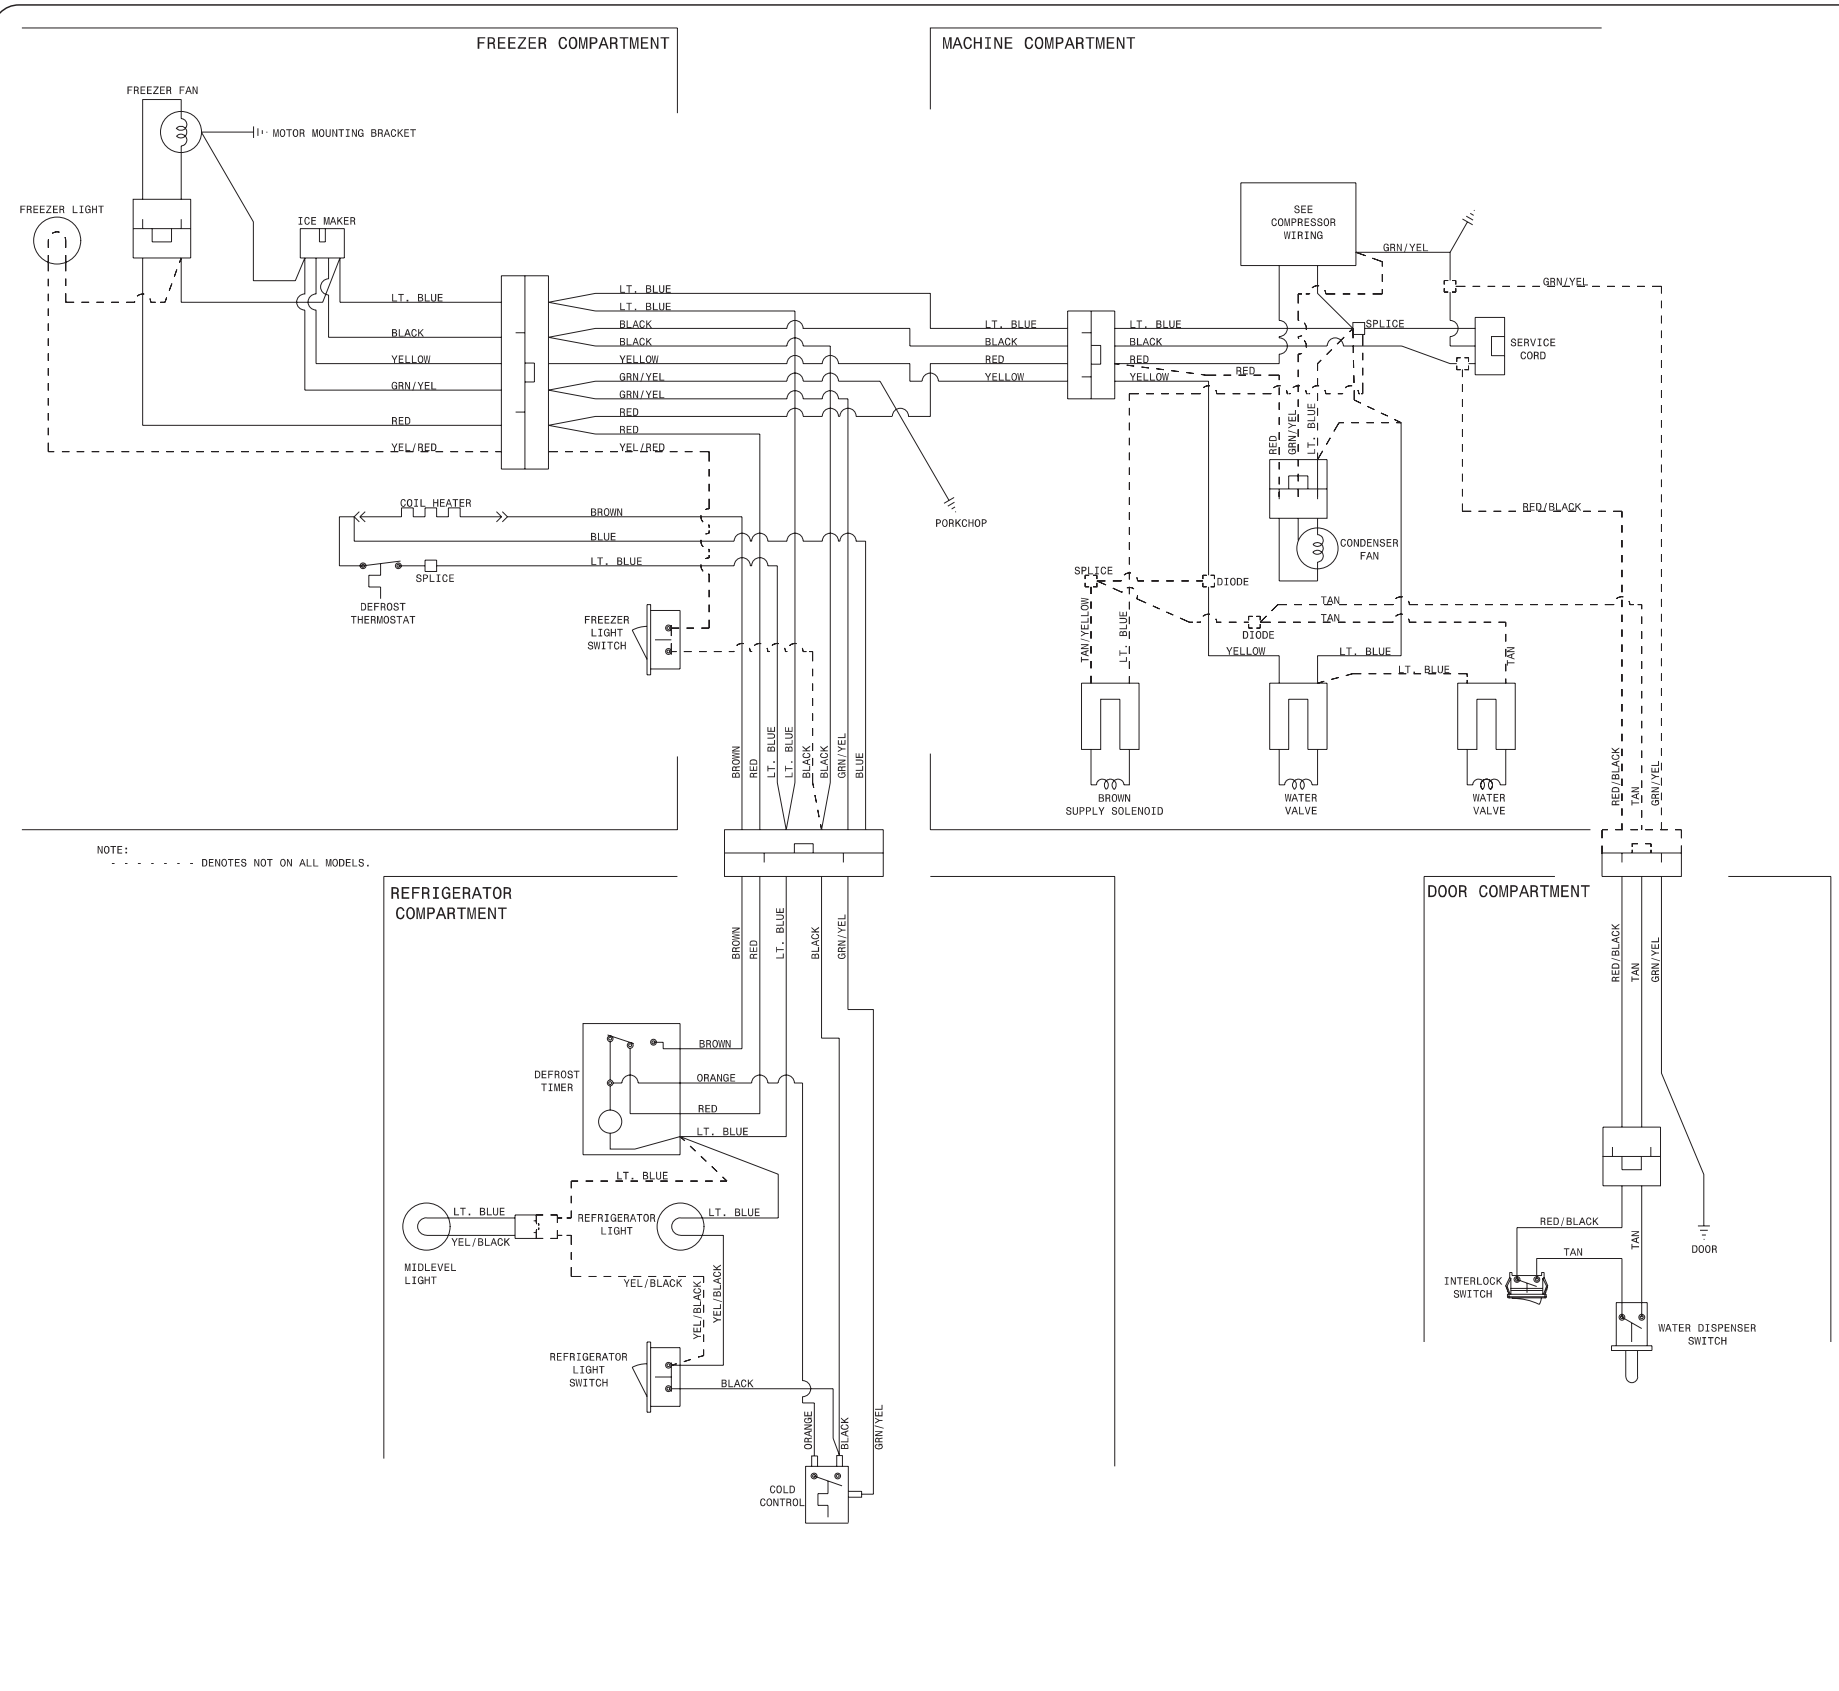 FREEZER COMPARTMENT
MACHINE COMPARTMENT
FREEZER FAN
MOTOR MOUNTING BRACKET
FREEZER LIGHT
ICE MAKER
LT. BLUE
BLACK
YELLOW
GRN/YEL
RED
YEL/RED
LT. BLUE
LT. BLUE
BLACK
BLACK
YELLOW
GRN/YEL
GRN/YEL
RED
RED
YEL/RED
LT. BLUE
BLACK
RED
YELLOW
LT. BLUE
BLACK
RED
YELLOW
SEE
COMPRESSOR
WIRING
GRN/YEL
GRN/YEL
SPLICE
SERVICE
CORD
RED
RED
GRN/YEL
LT. BLUE
RED/BLACK
PORKCHOP
COIL HEATER
BROWN
BLUE
LT. BLUE
SPLICE
DEFROST
THERMOSTAT
FREEZER
LIGHT
SWITCH
CONDENSER
FAN
SPLICE
DIODE
TAN
TAN
DIODE
TAN/YELLOW
LT. BLUE
YELLOW
LT. BLUE
LT. BLUE
TAN
BROWN
RED
LT. BLUE
LT. BLUE
BLACK
BLACK
GRN/YEL
BLUE
BROWN
SUPPLY SOLENOID
WATER
VALVE
WATER
VALVE
RED/BLACK
TAN
GRN/YEL
NOTE:
- - - - - - - DENOTES NOT ON ALL MODELS.
REFRIGERATOR
COMPARTMENT
DOOR COMPARTMENT
BROWN
RED
LT. BLUE
BLACK
GRN/YEL
RED/BLACK
TAN
GRN/YEL
DEFROST
TIMER
BROWN
ORANGE
RED
LT. BLUE
LT. BLUE
LT. BLUE
YEL/BLACK
MIDLEVEL
LIGHT
REFRIGERATOR
LIGHT
LT. BLUE
YEL/BLACK
YEL/BLACK
YEL/BLACK
REFRIGERATOR
LIGHT
SWITCH
BLACK
ORANGE
BLACK
GRN/YEL
COLD
CONTROL
RED/BLACK
TAN
TAN
DOOR
INTERLOCK
SWITCH
WATER DISPENSER
SWITCH